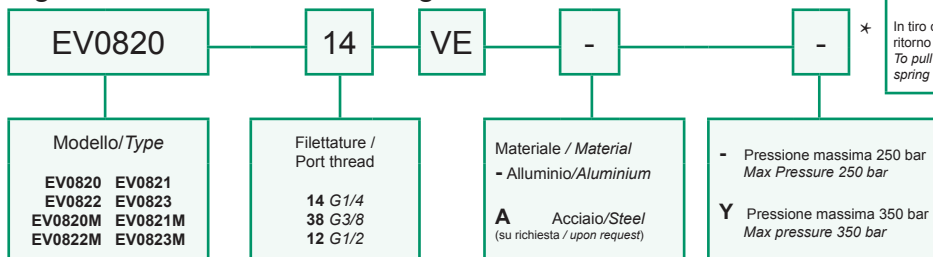 EV0820 14 VE - - *
In tiro
ritorno
To pull
spring
Modello/Type
EV0820 EV0821
EV0822 EV0823
EV0820M EV0821M
EV0822M EV0823M
Filettature /
Port thread
14 G1/4
38 G3/8
12 G1/2
Materiale / Material
- Alluminio/Aluminium
A Acciaio/Steel
(su richiesta / upon request)
- Pressione massima 250 bar
Max Pressure 250 bar
Y Pressione massima 350 bar
Max pressure 350 bar